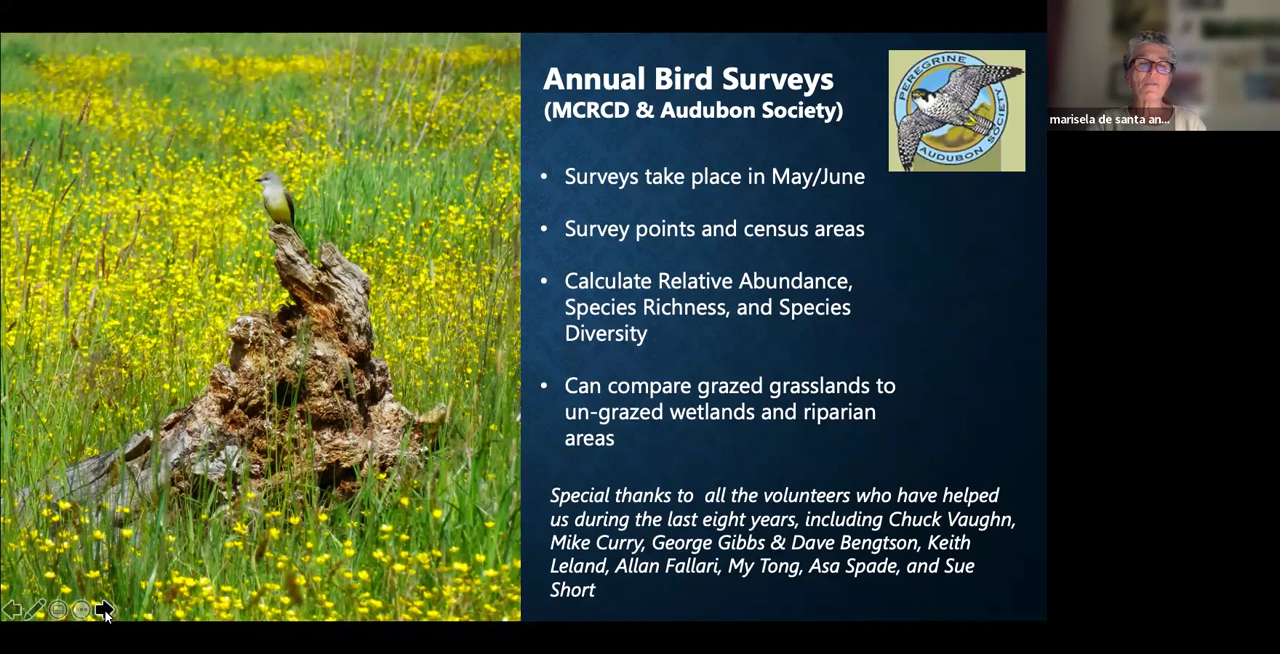 Annual Bird Surveys
(MCRCD & Audubon Society)
PEREGRINE
AUDUBON SOCIETY
marisela de santa an...
• Surveys take place in May/June
• Survey points and census areas
• Calculate Relative Abundance,
Species Richness, and Species
Diversity
• Can compare grazed grasslands to
un-grazed wetlands and riparian
areas
Special thanks to all the volunteers who have helped
us during the last eight years, including Chuck Vaughn,
Mike Curry, George Gibbs & Dave Bengtson, Keith
Leland, Allan Fallari, My Tong, Asa Spade, and Sue
Short